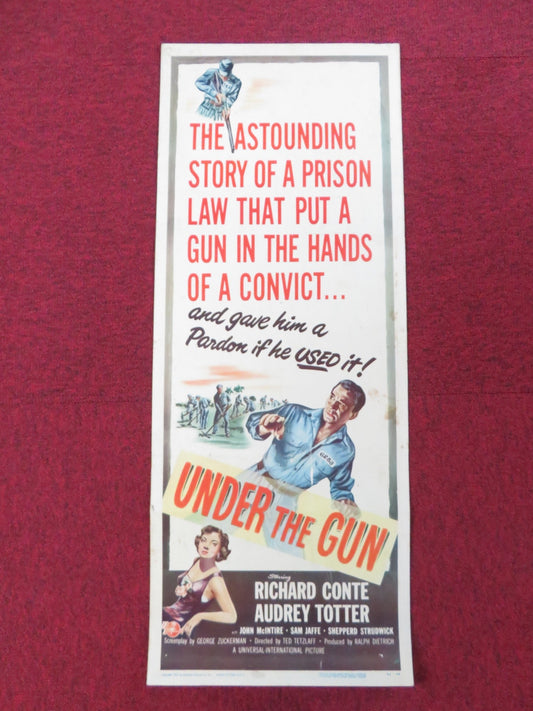 THE ASTOUNDING
STORY OF A PRISON
LAW THAT PUT A
GUN IN THE HANDS
OF A CONVICT...
and gave him a
Pardon if he USED it!
UNDER THE GUN
Starring
RICHARD CONTE
AUDREY TOTTER
with JOHN McINTIRE • SAM JAFFE • SHEPPERD STRUDWICK
Screenplay by GEORGE ZUCKERMAN • Directed by TED TETZLAFF • Produced by RALPH DIETRICH
A UNIVERSAL-INTERNATIONAL PICTURE